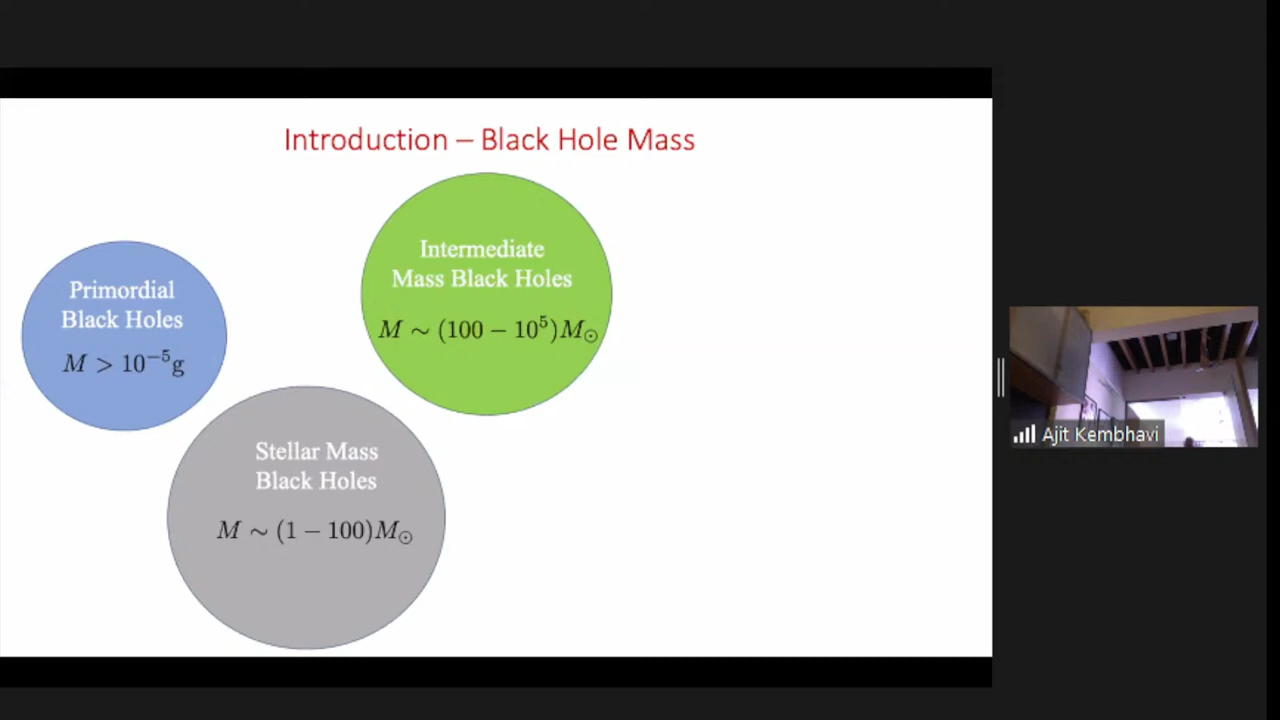 Introduction – Black Hole Mass
Primordial
Black Holes
M > 10⁻⁵g
Intermediate
Mass Black Holes
M ∼ (100 − 10⁵)M⊙
Stellar Mass
Black Holes
M ∼ (1 − 100)M⊙
Ajit Kembhavi